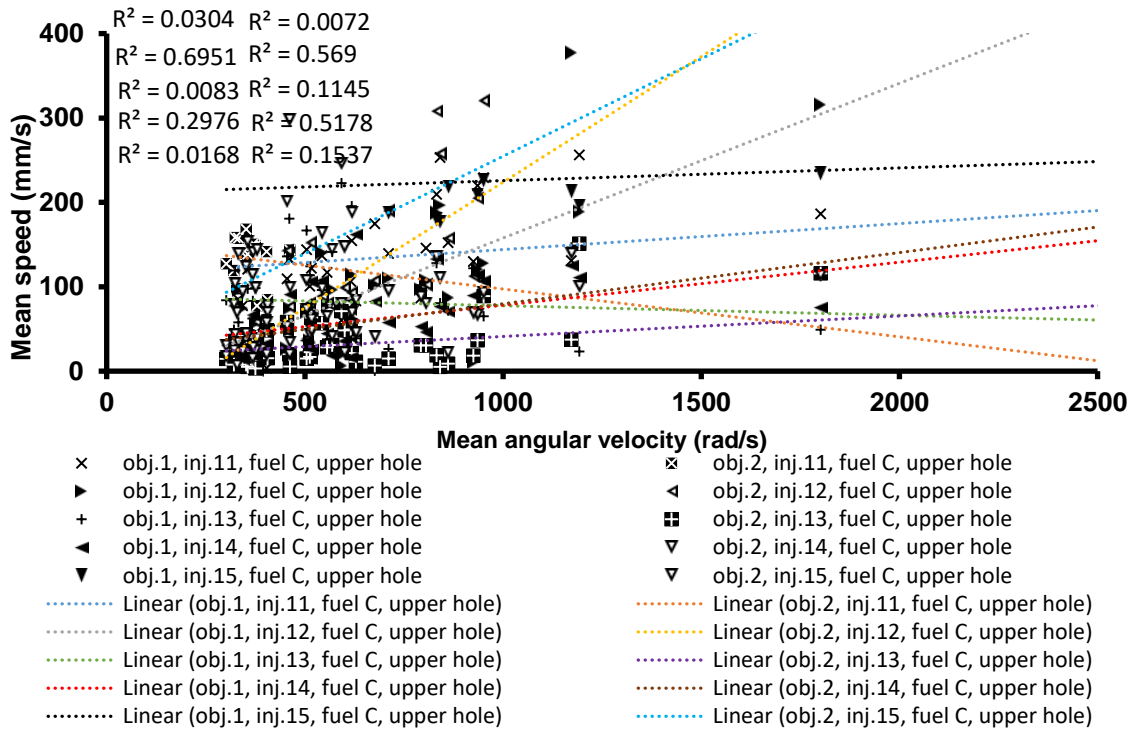 R² = 0.0304 R² = 0.0072
R² = 0.6951 R² = 0.569
R² = 0.0083 R² = 0.1145
R² = 0.2976 R² = 0.5178
R² = 0.0168 R² = 0.1537
400
300
200
100
0
Mean speed (mm/s)
0 500 1000 1500 2000 2500
Mean angular velocity (rad/s)
obj.1, inj.11, fuel C, upper hole obj.2, inj.11, fuel C, upper hole
obj.1, inj.12, fuel C, upper hole obj.2, inj.12, fuel C, upper hole
obj.1, inj.13, fuel C, upper hole obj.2, inj.13, fuel C, upper hole
obj.1, inj.14, fuel C, upper hole obj.2, inj.14, fuel C, upper hole
obj.1, inj.15, fuel C, upper hole obj.2, inj.15, fuel C, upper hole
Linear (obj.1, inj.11, fuel C, upper hole) Linear (obj.2, inj.11, fuel C, upper hole)
Linear (obj.1, inj.12, fuel C, upper hole) Linear (obj.2, inj.12, fuel C, upper hole)
Linear (obj.1, inj.13, fuel C, upper hole) Linear (obj.2, inj.13, fuel C, upper hole)
Linear (obj.1, inj.14, fuel C, upper hole) Linear (obj.2, inj.14, fuel C, upper hole)
Linear (obj.1, inj.15, fuel C, upper hole) Linear (obj.2, inj.15, fuel C, upper hole)